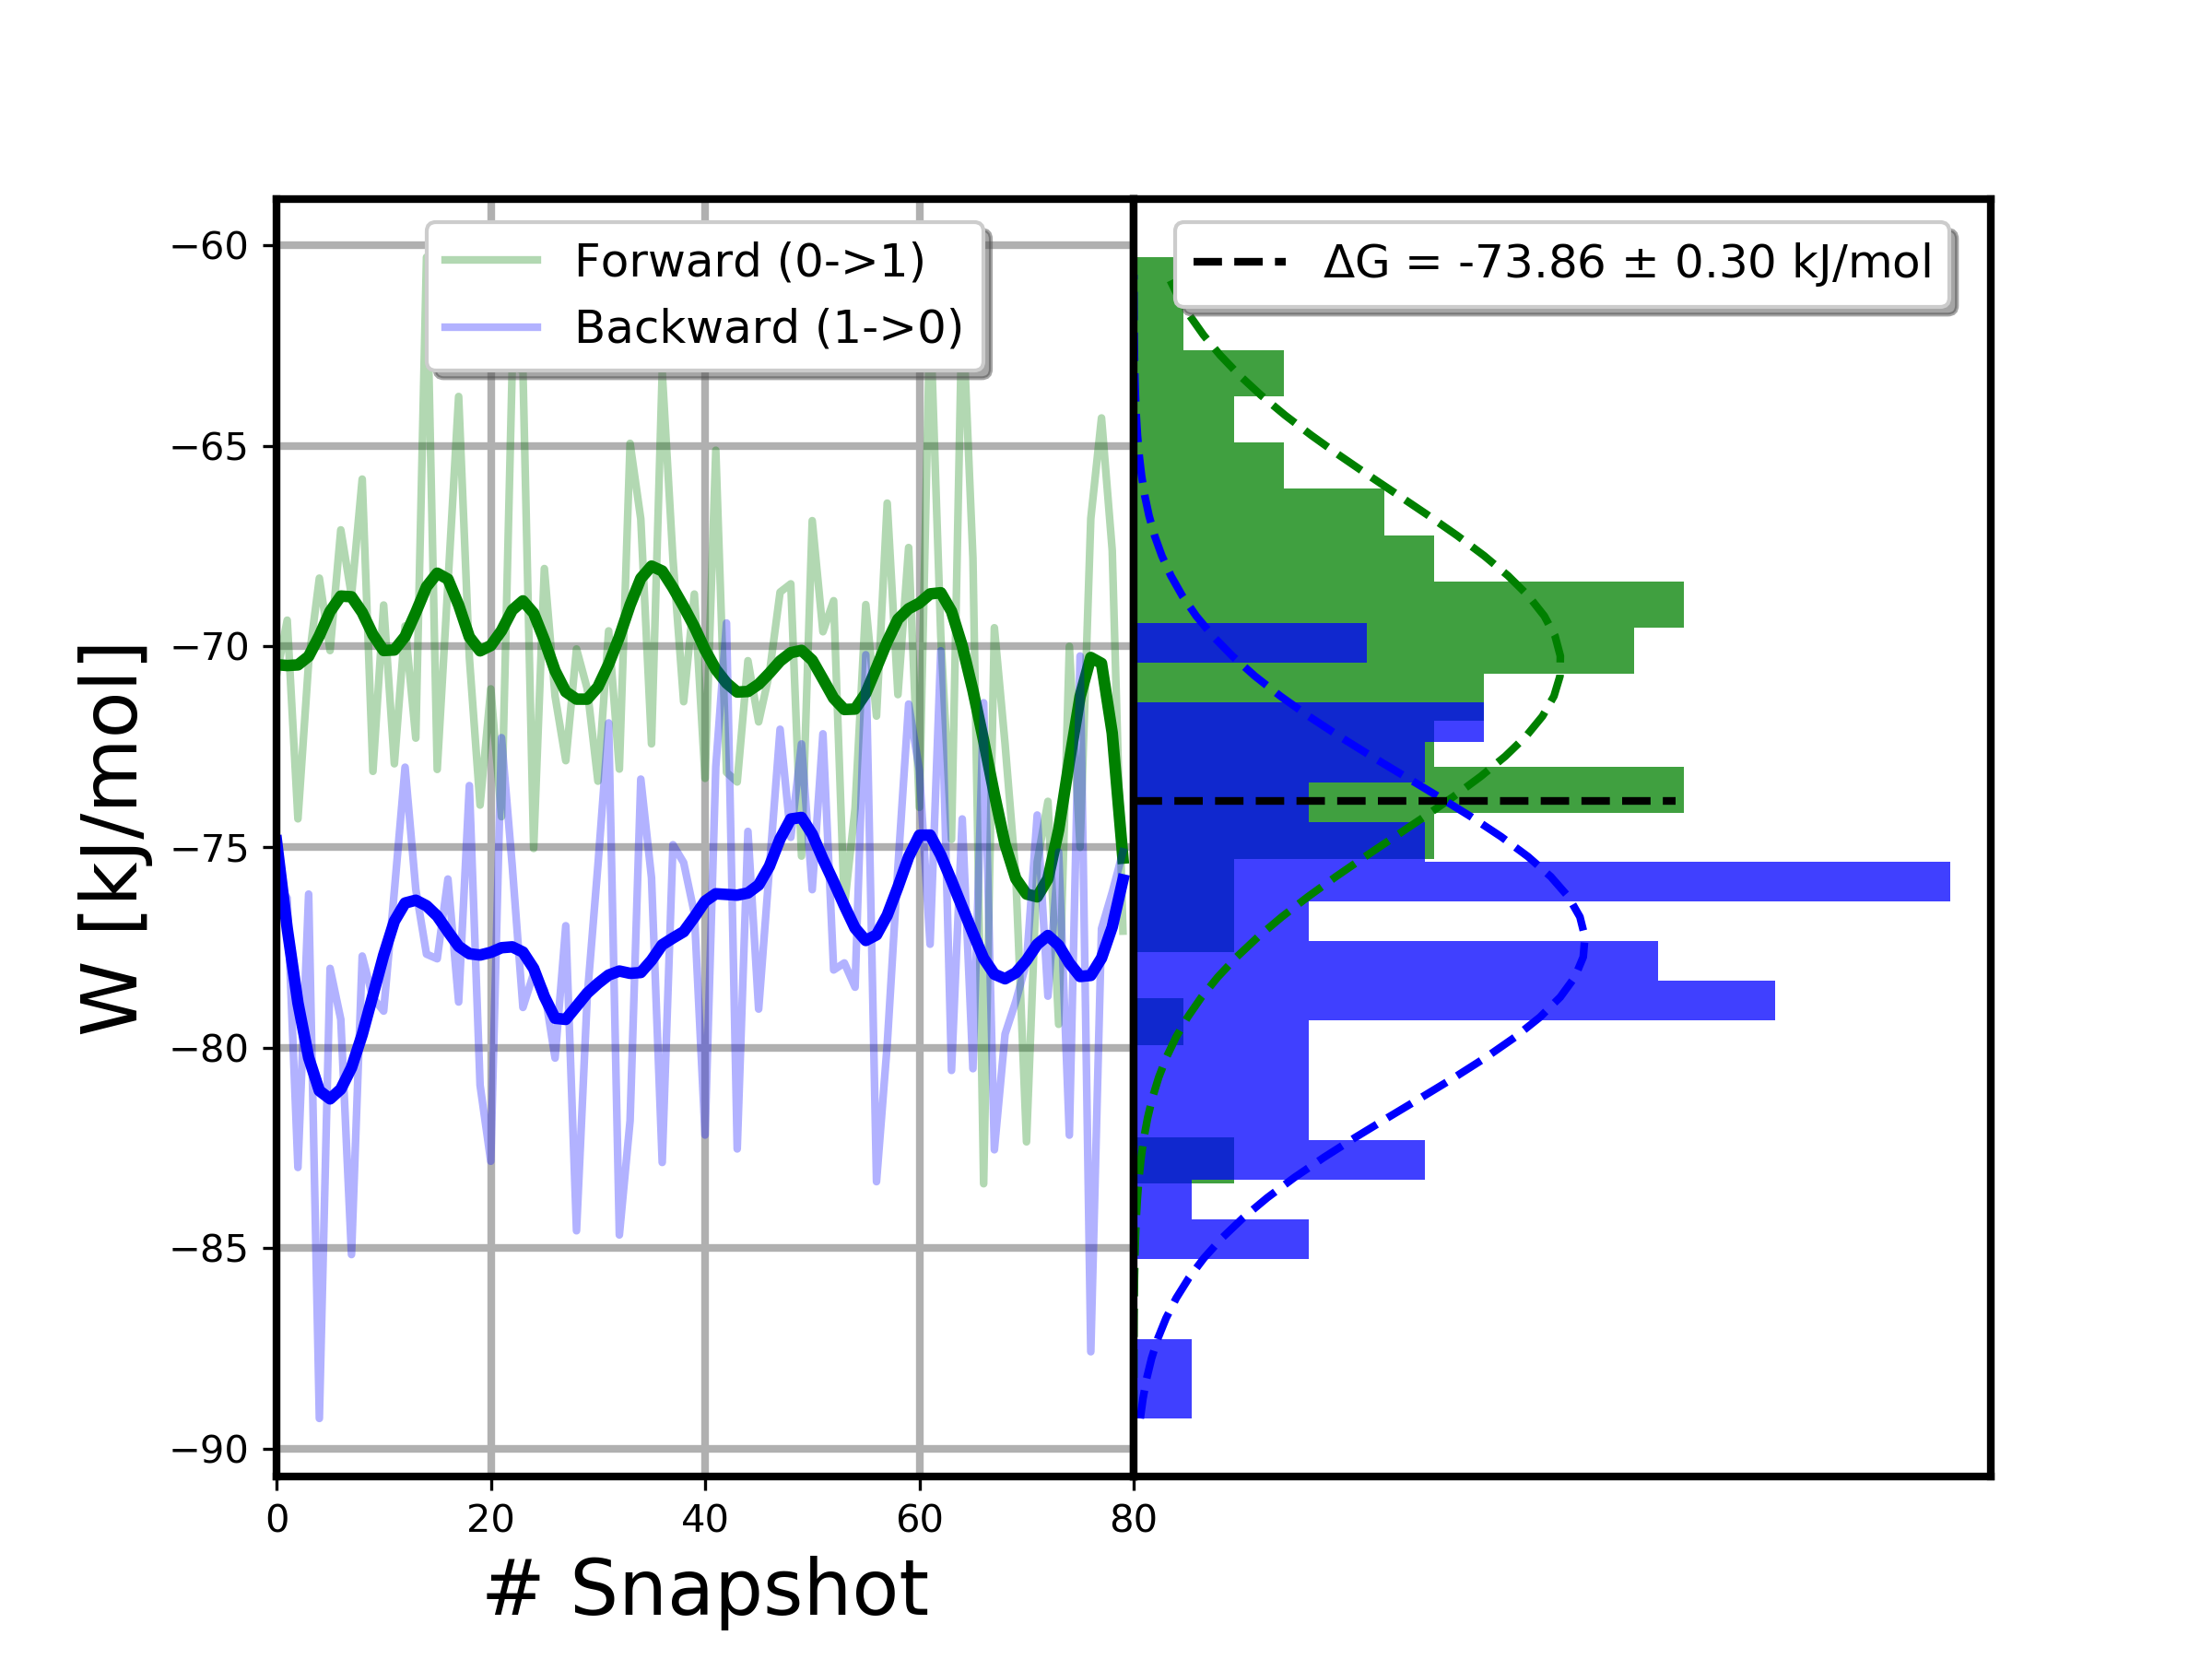 Forward (0->1)
Backward (1->0)
ΔG = -73.86 ± 0.30 kJ/mol
W [kJ/mol]
−60
−65
−70
−75
−80
−85
−90
0
20
40
60
80
# Snapshot